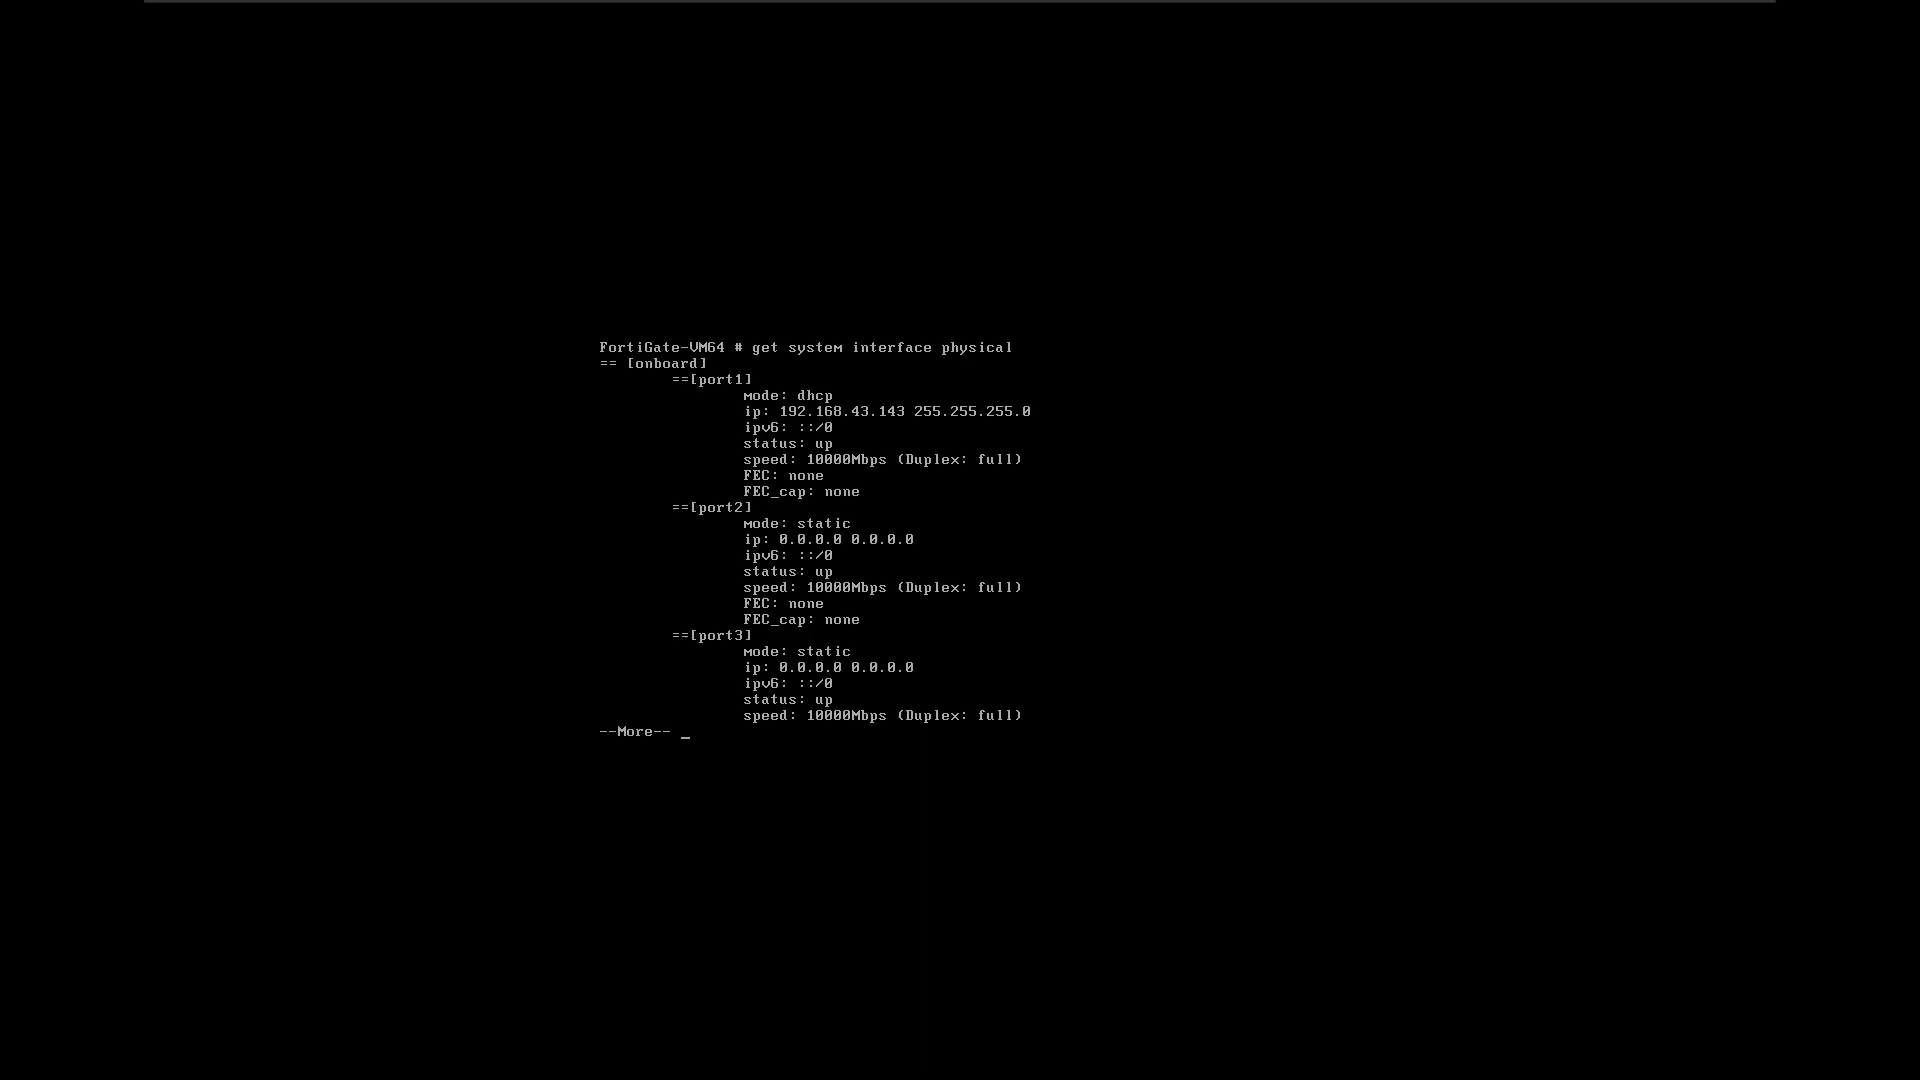 FortiGate-VM64 # get system interface physical
== [onboard]
==[port1]
mode: dhcp
ip: 192.168.43.143 255.255.255.0
ipv6: ::/0
status: up
speed: 10000Mbps (Duplex: full)
FEC: none
FEC_cap: none
==[port2]
mode: static
ip: 0.0.0.0 0.0.0.0
ipv6: ::/0
status: up
speed: 10000Mbps (Duplex: full)
FEC: none
FEC_cap: none
==[port3]
mode: static
ip: 0.0.0.0 0.0.0.0
ipv6: ::/0
status: up
speed: 10000Mbps (Duplex: full)
--More-- _